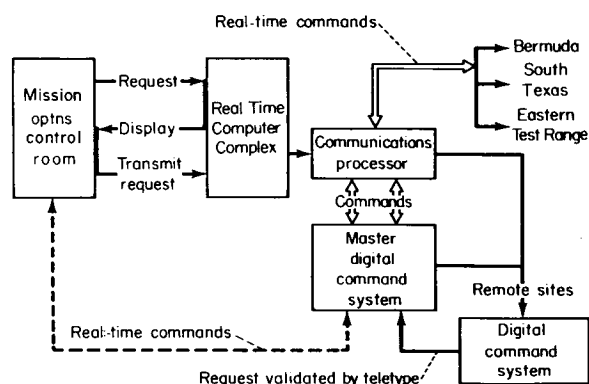 Real-time commands
Bermuda
South
Texas
Eastern
Test Range
Mission
optns
control
room
Request
Display
Transmit
request
Real Time
Computer
Complex
Communications
processor
Commands
Master
digital
command
system
Remote sites
Real-time commands
Digital
command
system
Request validated by teletype